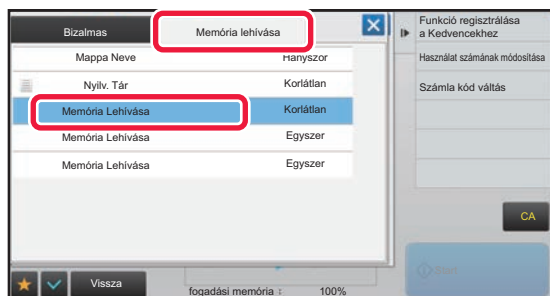 Bizalmas
Memória lehívása
Mappa Neve
Hányszor
Nyilv. Tár
Korlátlan
Memória Lehívása
Korlátlan
Memória Lehívása
Egyszer
Memória Lehívása
Egyszer
Funkció regisztrálása
a Kedvencekhez
Használat számának módosítása
Számla kód váltás
CA
Vissza
fogadási memória :
100%